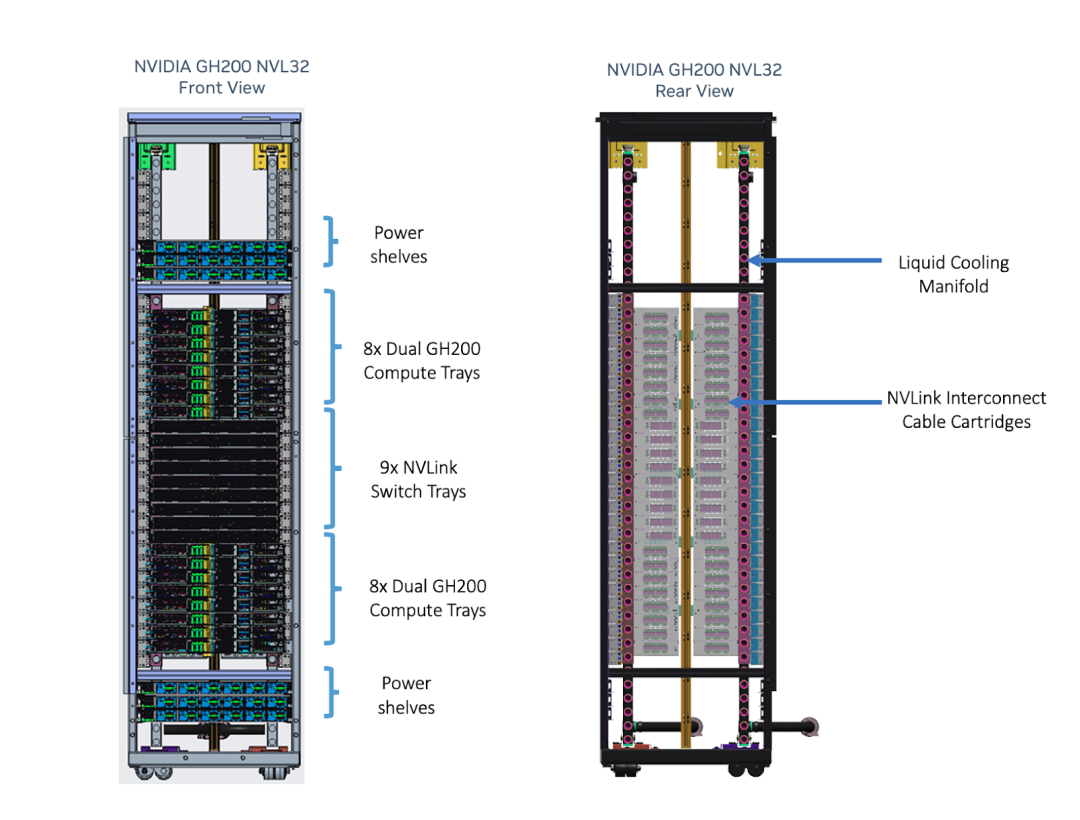 NVIDIA GH200 NVL32
Front View
Power
shelves
8x Dual GH200
Compute Trays
9x NVLink
Switch Trays
8x Dual GH200
Compute Trays
Power
shelves
NVIDIA GH200 NVL32
Rear View
Liquid Cooling
Manifold
NVLink Interconnect
Cable Cartridges